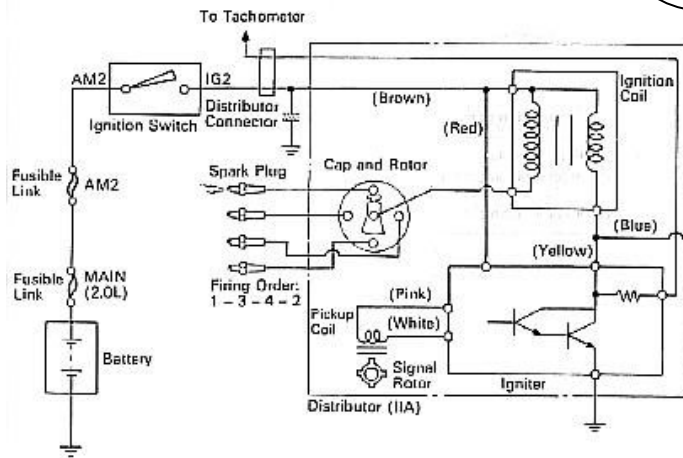 To Tachometer
AM2
IG2
Ignition Switch
Distributor
Connector
(Brown)
Ignition
Coil
(Red)
Fusible
Link
AM2
Spark Plug
Cap and Rotor
(Blue)
(Yellow)
Fusible
Link
MAIN
(2.0L)
Firing Order:
1-3-4-2
(Pink)
Pickup
Coil
(White)
Battery
Signal
Rotor
Igniter
Distributor (IIA)